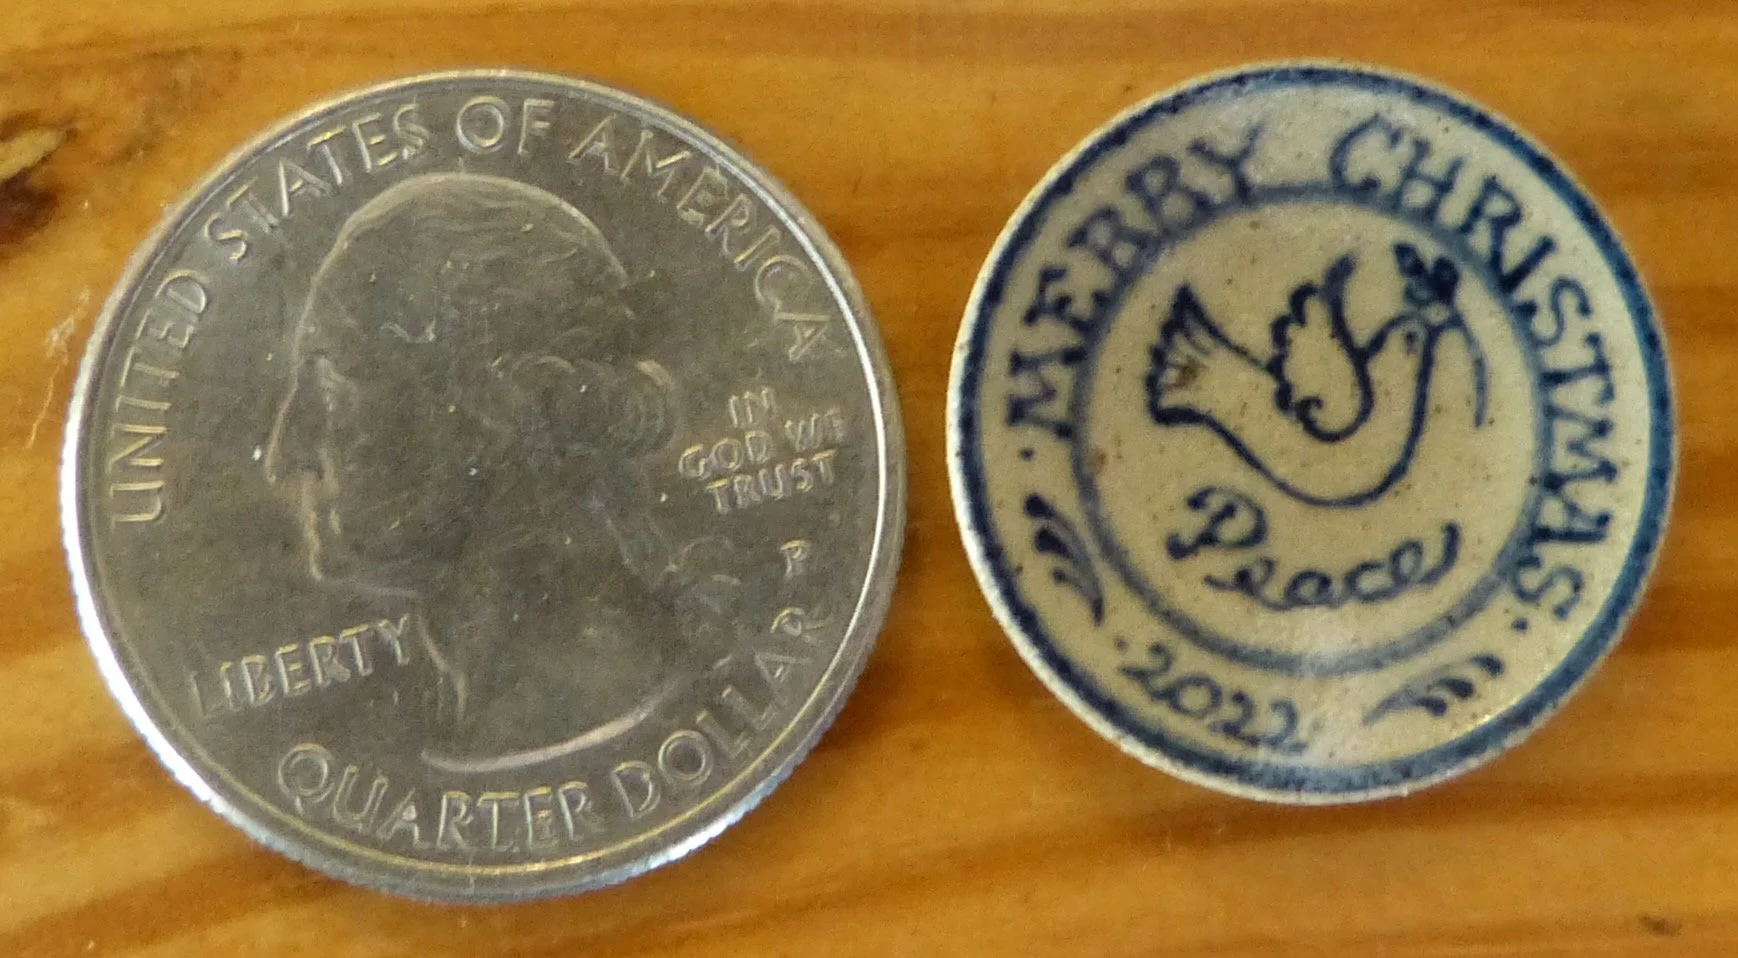 UNITED STATES OF AMERICA
IN
GOD WE
TRUST
P
LIBERTY
QUARTER DOLLAR
·MERRY CHRISTMAS·
Peace
·2022·